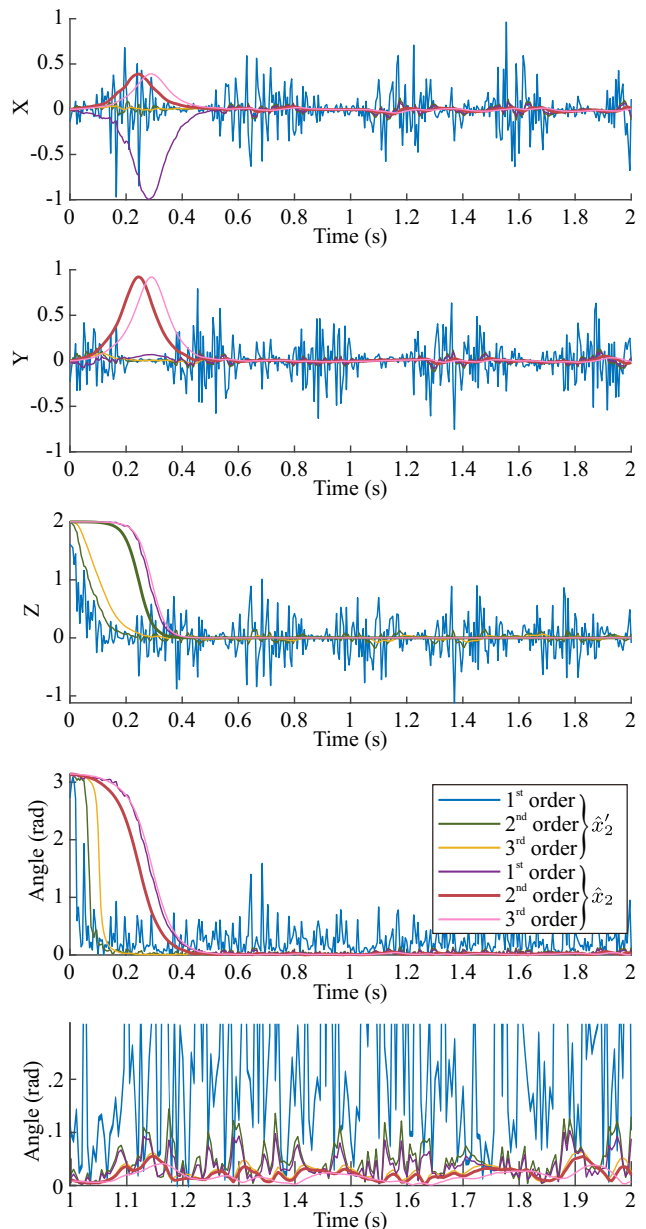 1
0.5
X
0
-0.5
-1
0 0.2 0.4 0.6 0.8 1 1.2 1.4 1.6 1.8 2
Time (s)
1
0.5
Y
0
-0.5
-1
0 0.2 0.4 0.6 0.8 1 1.2 1.4 1.6 1.8 2
Time (s)
2
1
Z
0
-1
0 0.2 0.4 0.6 0.8 1 1.2 1.4 1.6 1.8 2
Time (s)
3
2
Angle (rad)
1
0
1st order
2nd order x̂′2
3rd order
1st order
2nd order x̂2
3rd order
0 0.2 0.4 0.6 0.8 1 1.2 1.4 1.6 1.8 2
Time (s)
.2
Angle (rad)
.1
0
1 1.1 1.2 1.3 1.4 1.5 1.6 1.7 1.8 1.9 2
Time (s)